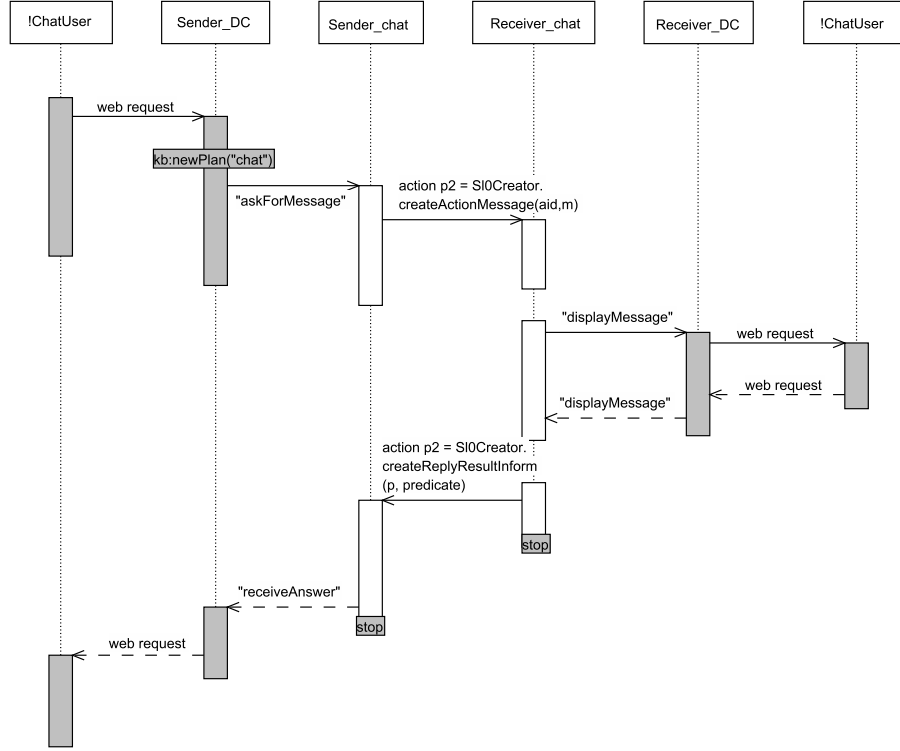 !ChatUser
Sender_DC
Sender_chat
Receiver_chat
Receiver_DC
!ChatUser
web request
kb:newPlan("chat")
"askForMessage"
action p2 = Sl0Creator.
createActionMessage(aid,m)
"displayMessage"
web request
web request
"displayMessage"
action p2 = Sl0Creator.
createReplyResultInform
(p, predicate)
stop
"receiveAnswer"
stop
web request